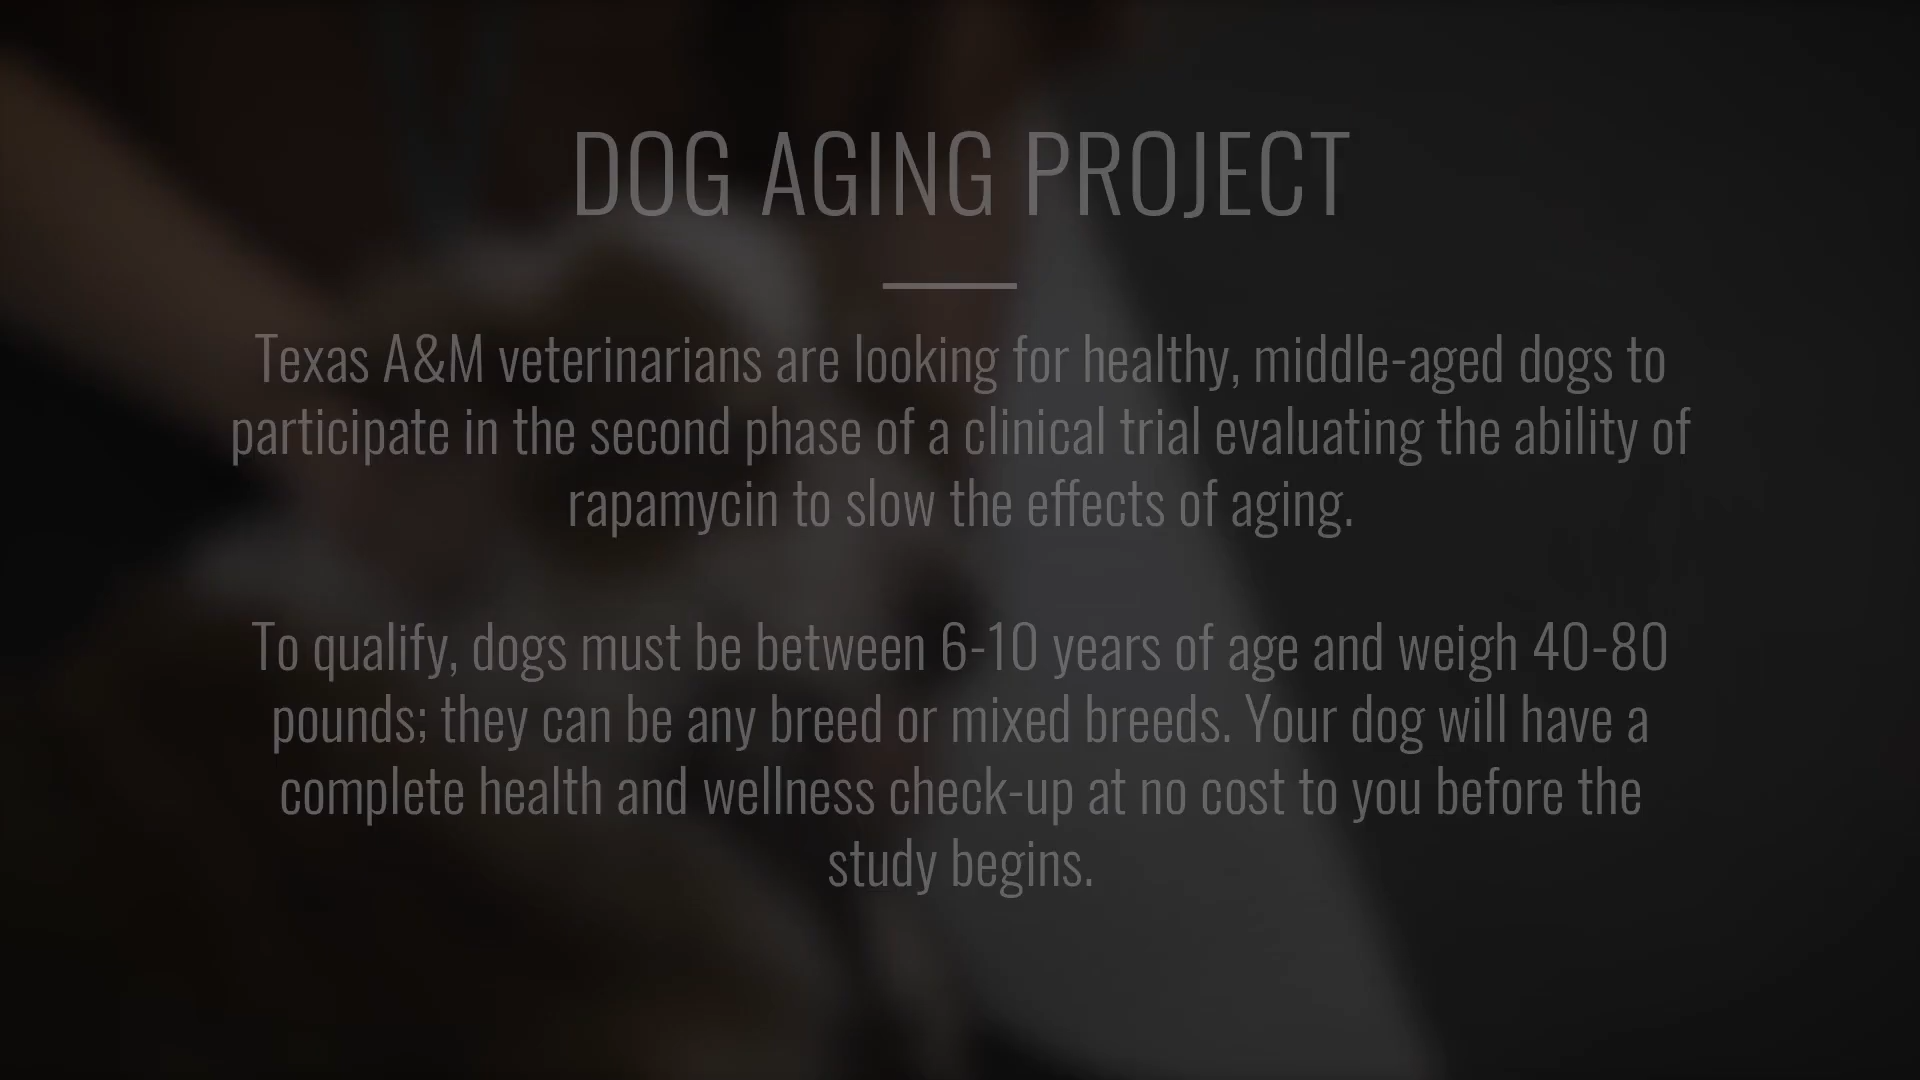 DOG AGING PROJECT
Texas A&M veterinarians are looking for healthy, middle-aged dogs to
participate in the second phase of a clinical trial evaluating the ability of
rapamycin to slow the effects of aging.
To qualify, dogs must be between 6-10 years of age and weigh 40-80
pounds; they can be any breed or mixed breeds. Your dog will have a
complete health and wellness check-up at no cost to you before the
study begins.